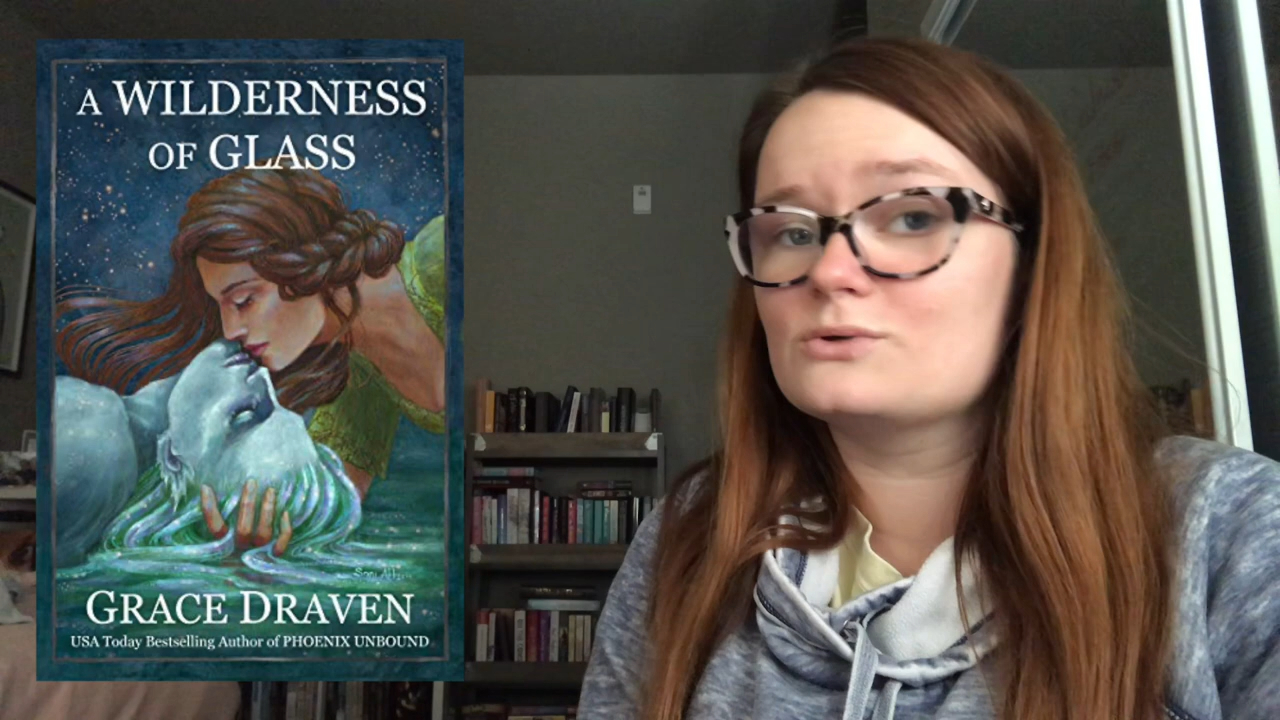 A WILDERNESS
OF GLASS
GRACE DRAVEN
USA Today Bestselling Author of PHOENIX UNBOUND